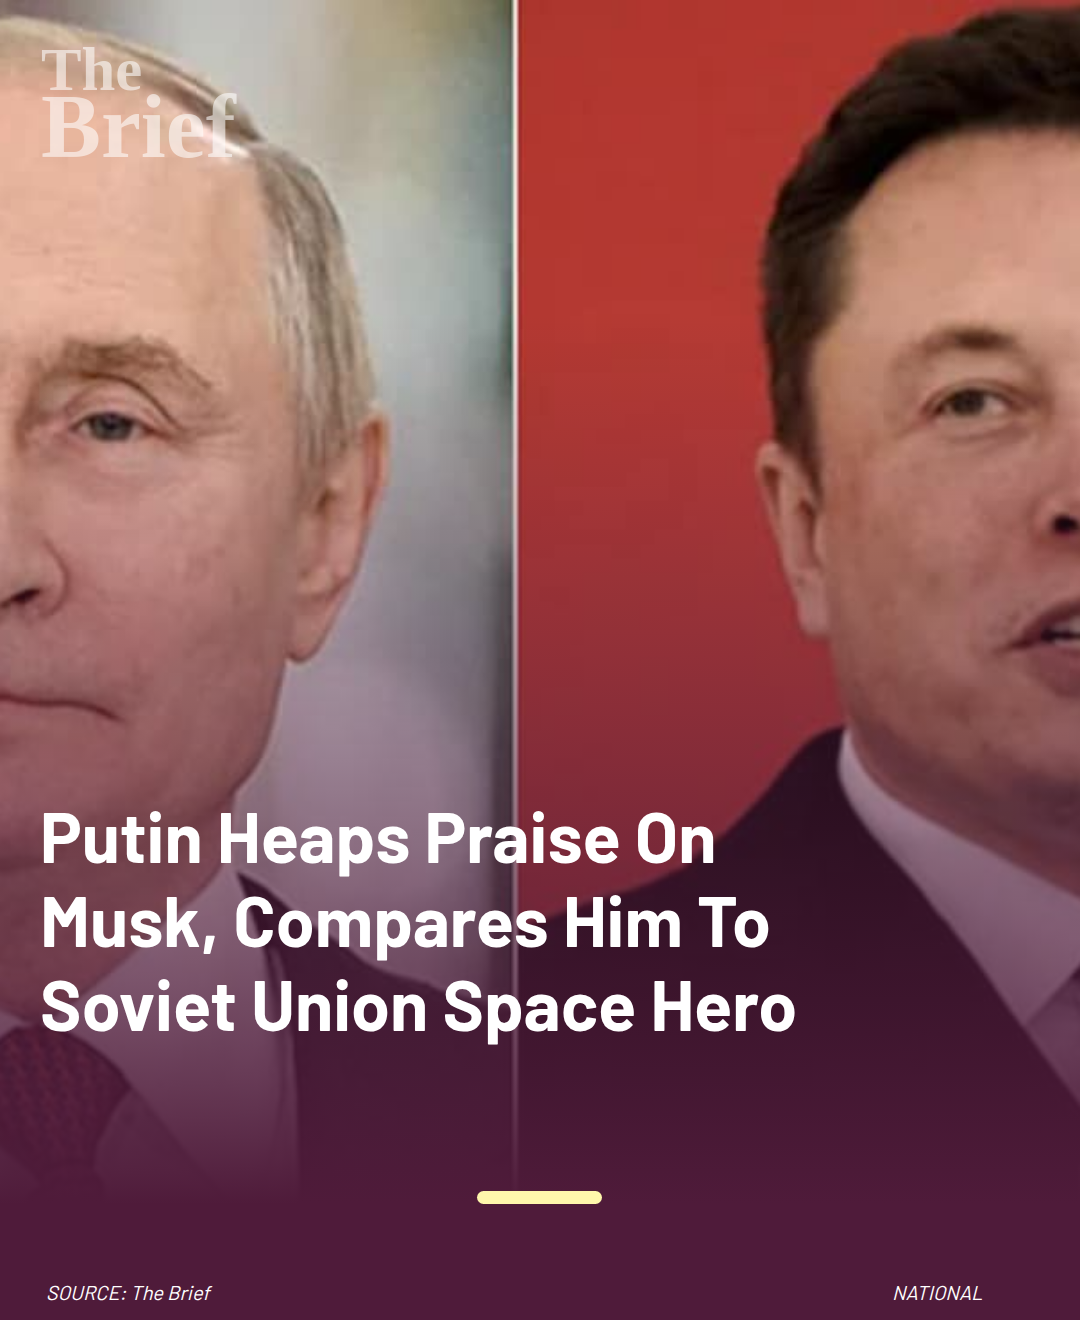 The
Brief
Putin Heaps Praise On
Musk, Compares Him To
Soviet Union Space Hero
SOURCE: The Brief
NATIONAL